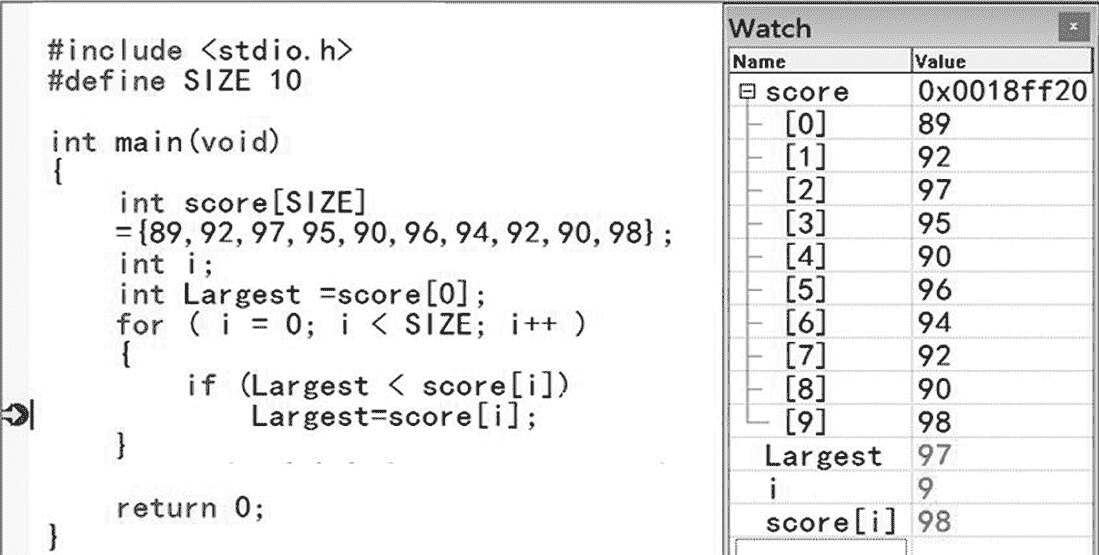 #include <stdio.h>
#define SIZE 10
int main(void)
{
int score[SIZE]
={89,92,97,95,90,96,94,92,90,98};
int i;
int Largest =score[0];
for ( i = 0; i < SIZE; i++ )
{
if (Largest < score[i])
Largest=score[i];
}
return 0;
}
Watch
Name Value
score 0x0018ff20
[0] 89
[1] 92
[2] 97
[3] 95
[4] 90
[5] 96
[6] 94
[7] 92
[8] 90
[9] 98
Largest 97
i 9
score[i] 98